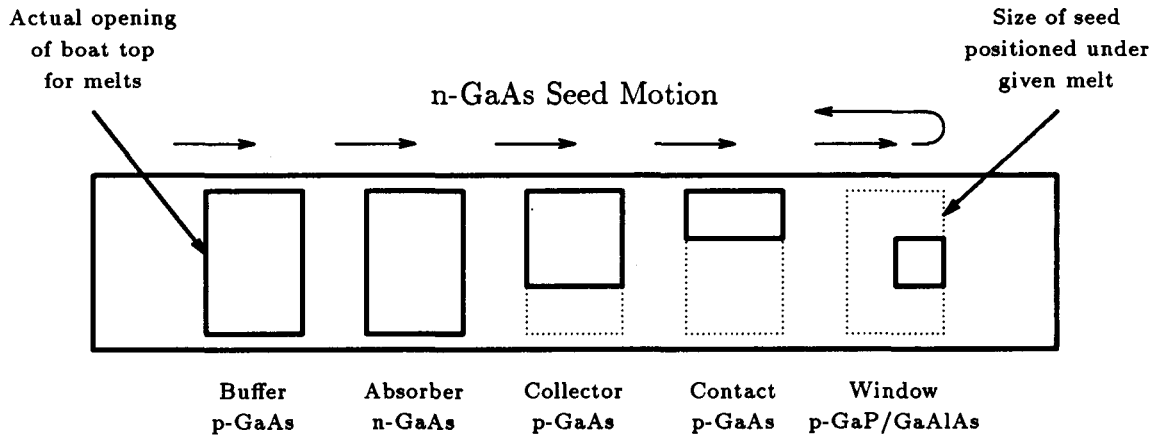 Actual opening
of boat top
for melts
Size of seed
positioned under
given melt
n-GaAs Seed Motion
Buffer
p-GaAs
Absorber
n-GaAs
Collector
p-GaAs
Contact
p-GaAs
Window
p-GaP/GaAlAs